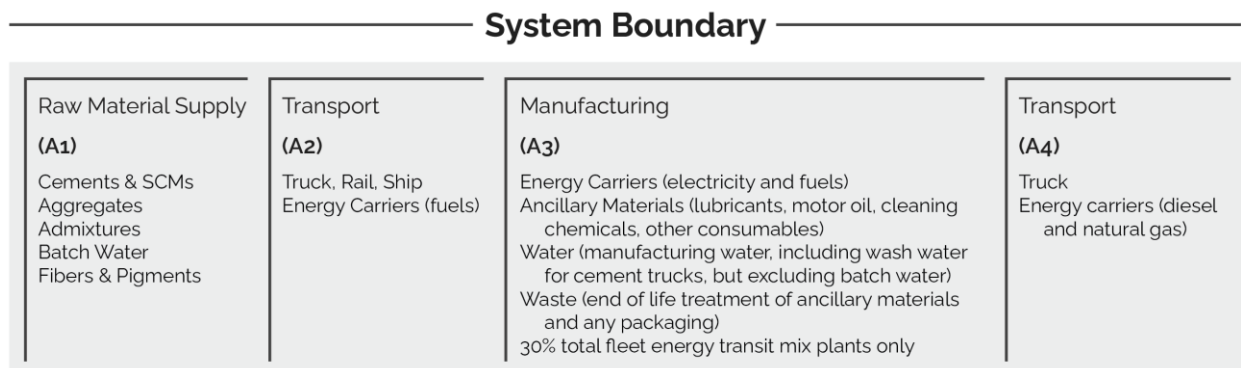 System Boundary
Raw Material Supply
(A1)
Cements & SCMs
Aggregates
Admixtures
Batch Water
Fibers & Pigments
Transport
(A2)
Truck, Rail, Ship
Energy Carriers (fuels)
Manufacturing
(A3)
Energy Carriers (electricity and fuels)
Ancillary Materials (lubricants, motor oil, cleaning
chemicals, other consumables)
Water (manufacturing water, including wash water
for cement trucks, but excluding batch water)
Waste (end of life treatment of ancillary materials
and any packaging)
30% total fleet energy transit mix plants only
Transport
(A4)
Truck
Energy carriers (diesel
and natural gas)